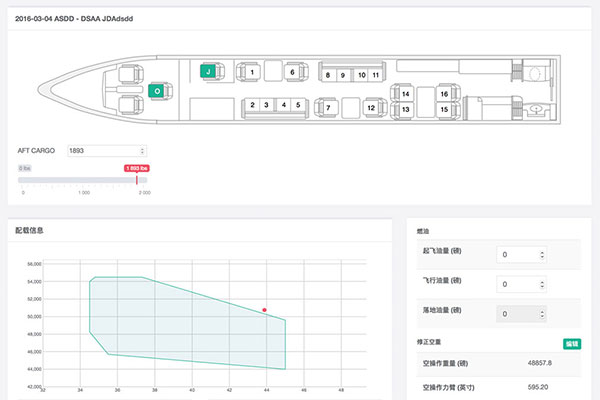 2016-03-04 ASDD - DSAA JDAdsdd
J
1
6
8 9 10 11
14
16
O
2 3 4 5
7
12
13
15
AFT CARGO
1893
0 lbs
1 893 lbs
0
1 000
2 000
配载信息
56,000
54,000
52,000
50,000
48,000
46,000
44,000
42,000
32 34 36 38 40 42 44 46 48
燃油
起飞油量 (磅)
0
飞行油量 (磅)
0
落地油量 (磅)
0
修正空重
编辑
空操作重量 (磅)
48857.8
空操作力臂 (英寸)
595.20